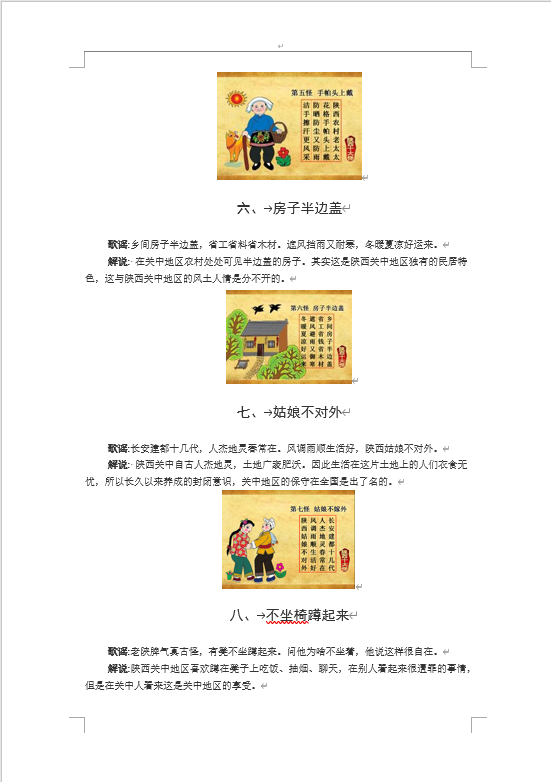 第五怪 手帕头上戴
陕西农村老太太
花格手帕头上戴
防晒防尘又防雨
洁手擦汗更风采
六、房子半边盖
歌谣:乡间房子半边盖，省工省料省木材。遮风挡雨又耐寒，冬暖夏凉好运来。
解说: 在关中地区农村处处可见半边盖的房子。其实这是陕西关中地区独有的民居特
色，这与陕西关中地区的风土人情是分不开的。
第六怪 房子半边盖
乡间房子半边盖
省工省钱省木材
遮风避雨又御寒
冬暖夏凉好运来
七、姑娘不对外
歌谣:长安建都十几代，人杰地灵春常在。风调雨顺生活好，陕西姑娘不对外。
解说: 陕西关中自古人杰地灵，土地广袤肥沃。因此生活在这片土地上的人们衣食无
忧，所以长久以来养成的封闭意识，关中地区的保守在全国是出了名的。
第七怪 姑娘不嫁外
长安建都十几代
人杰地灵春常在
风调雨顺生活好
陕西姑娘不对外
八、不坐椅蹲起来
歌谣:老陕脾气真古怪，有凳不坐蹲起来。问他为啥不坐着，他说这样很自在。
解说:陕西关中地区喜欢蹲在凳子上吃饭、抽烟、聊天，在别人看起来很遭罪的事情，
但是在关中人看来这是关中地区的享受。